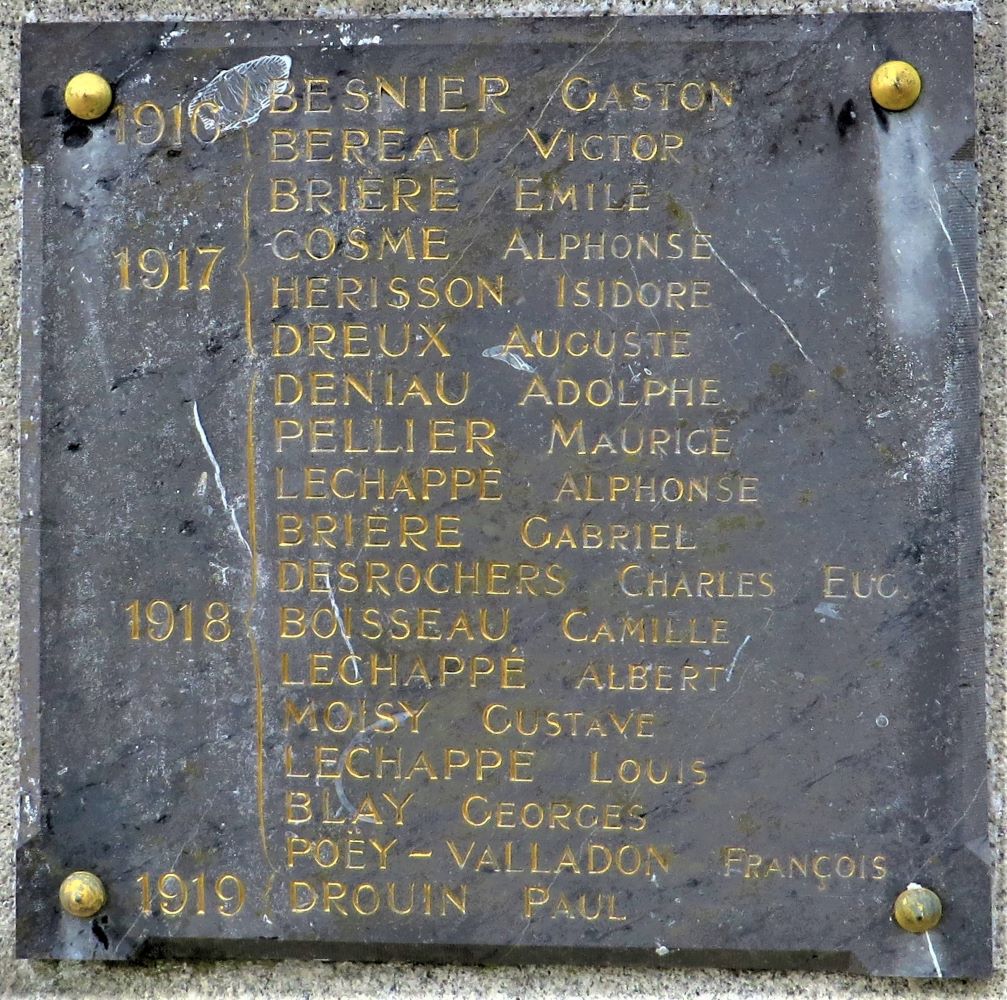 1916 BESNIER GASTON
BEREAU VICTOR
BRIÈRE EMILE
COSME ALPHONSE
1917 HERISSON ISIDORE
DREUX AUGUSTE
DENIAU ADOLPHE
PELLIER MAURICE
LECHAPPE ALPHONSE
BRIÈRE GABRIEL
DESROCHERS CHARLES EUG.
1918 BOISSEAU CAMILLE
LECHAPPÉ ALBERT
MOISY GUSTAVE
LECHAPPE LOUIS
BLAY GEORGES
POËY-VALLADON FRANÇOIS
1919 DROUIN PAUL